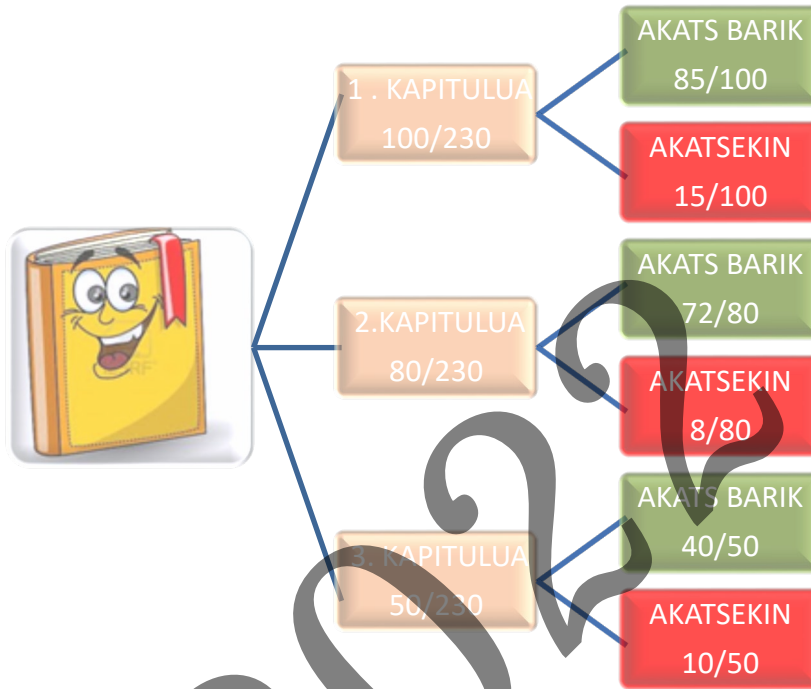 AKATS BARIK
85/100
1 . KAPITULUA
100/230
AKATSEKIN
15/100
AKATS BARIK
72/80
2.KAPITULUA
80/230
AKATSEKIN
8/80
AKATS BARIK
40/50
3. KAPITULUA
50/230
AKATSEKIN
10/50
2022